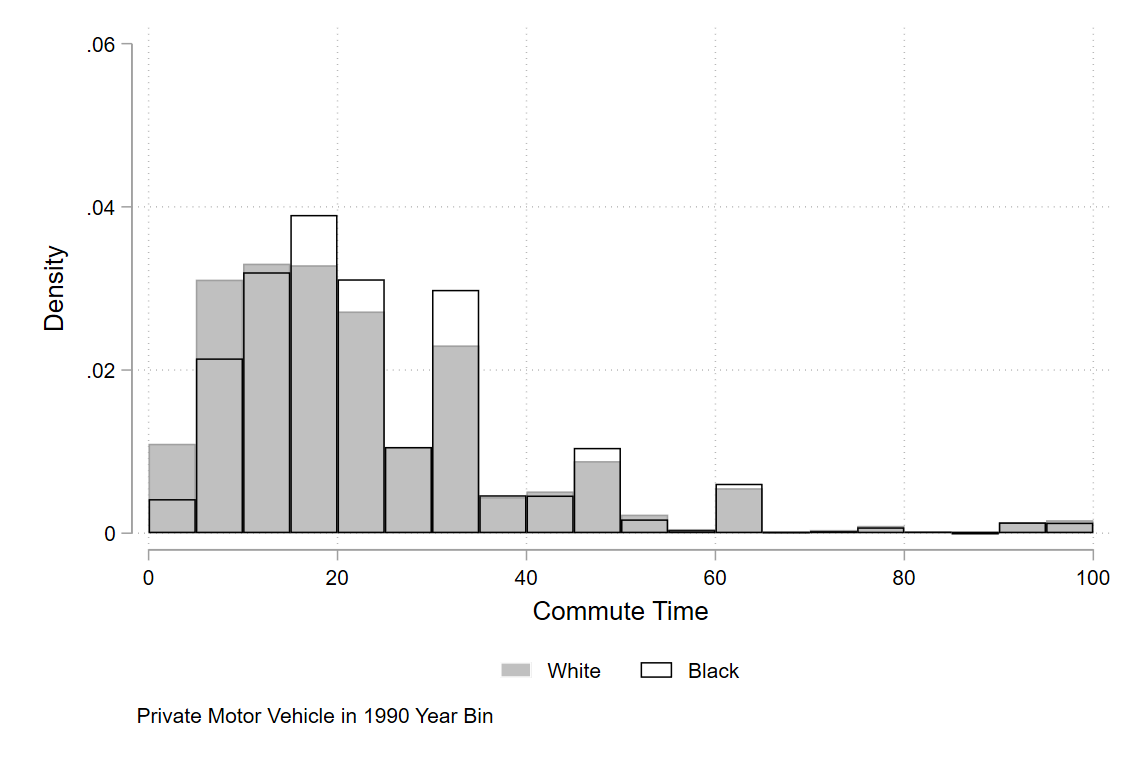 .06
.04
.02
0
Density
0 20 40 60 80 100
Commute Time
White Black
Private Motor Vehicle in 1990 Year Bin